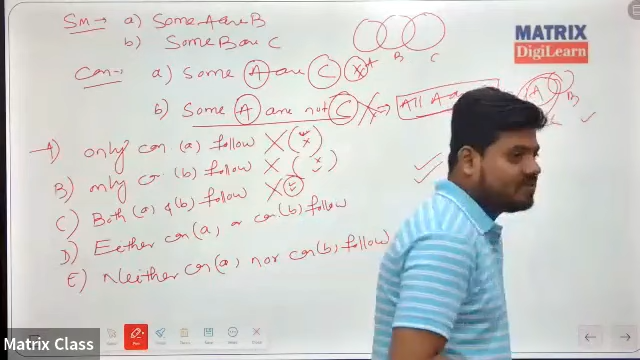 Sm → a) Some A are B
b) Some B are C
B C
MATRIX
DigiLearn
Con → a) Some A are C
b) Some A are not C
All A
A
B
A) only con (a) follow
B) only con (b) follow
C) Both (a) & (b) follow
D) Either con (a) or con (b) follow
E) Neither con (a) nor con (b) follow
Matrix Class